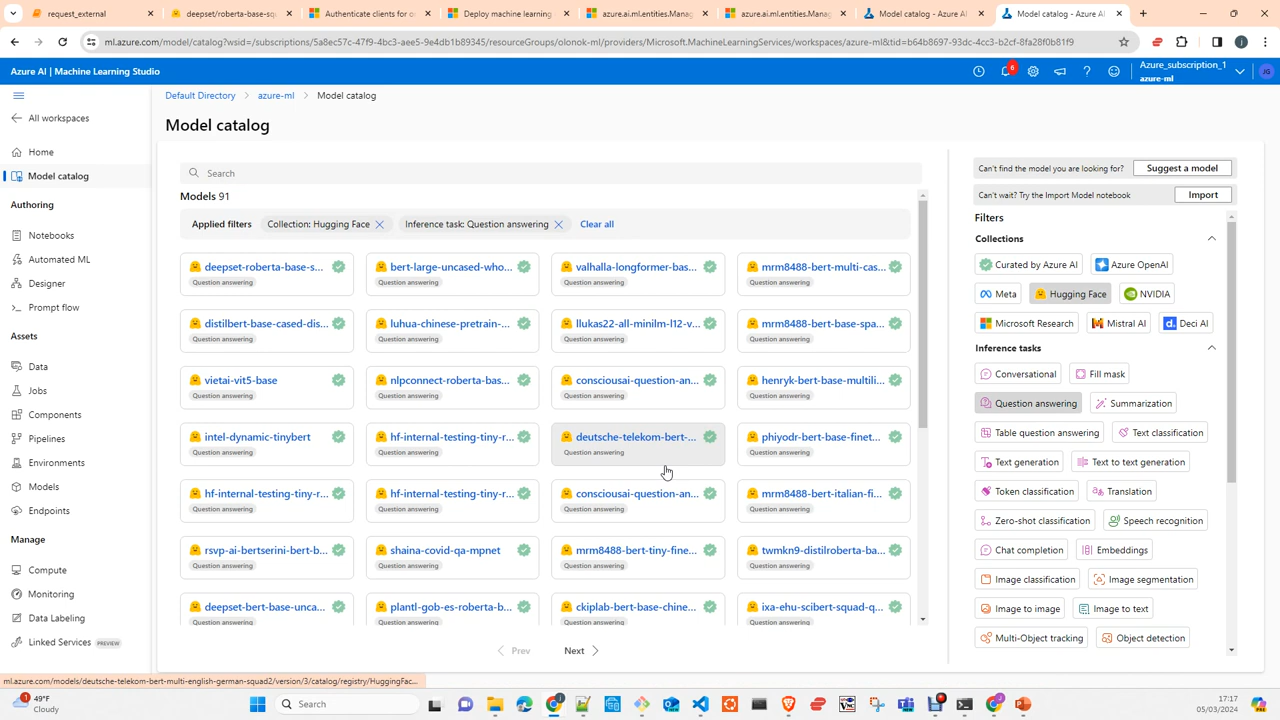 request_external
deepset/roberta-base-squ
Authenticate clients for o
Deploy machine learning
azure.ai.ml.entities.Manag
azure.ai.ml.entities.Manag
Model catalog - Azure AI
Model catalog - Azure AI
ml.azure.com/model/catalog?wsid=/subscriptions/5a8ec57c-47f9-4bc3-aee5-9e4db1b89345/resourceGroups/olonok-ml/providers/Microsoft.MachineLearningServices/workspaces/azure-ml&tid=b64b8697-93dc-4cc3-b2cf-8fa28f0b81f9
Azure AI | Machine Learning Studio
6
Azure_subscription_1
azure-ml
JG
All workspaces
Home
Model catalog
Authoring
Notebooks
Automated ML
Designer
Prompt flow
Assets
Data
Jobs
Components
Pipelines
Environments
Models
Endpoints
Manage
Compute
Monitoring
Data Labeling
Linked Services PREVIEW
Default Directory > azure-ml > Model catalog
Model catalog
Search
Models 91
Applied filters Collection: Hugging Face Inference task: Question answering Clear all
deepset-roberta-base-s... bert-large-uncased-who... valhalla-longformer-bas... mrm8488-bert-multi-cas...
Question answering Question answering Question answering Question answering
distilbert-base-cased-dis... luhua-chinese-pretrain-... llukas22-all-minilm-l12-v... mrm8488-bert-base-spa...
Question answering Question answering Question answering Question answering
vietai-vit5-base nlpconnect-roberta-bas... consciousai-question-an... henryk-bert-base-multili...
Question answering Question answering Question answering Question answering
intel-dynamic-tinybert hf-internal-testing-tiny-r... deutsche-telekom-bert-... phiyodr-bert-base-finet...
Question answering Question answering Question answering Question answering
hf-internal-testing-tiny-r... hf-internal-testing-tiny-r... consciousai-question-an... mrm8488-bert-italian-fi...
Question answering Question answering Question answering Question answering
rsvp-ai-bertserini-bert-b... shaina-covid-qa-mpnet mrm8488-bert-tiny-fine... twmkn9-distilroberta-ba...
Question answering Question answering Question answering Question answering
deepset-bert-base-unca... plantl-gob-es-roberta-b... ckiplab-bert-base-chine... ixa-ehu-scibert-squad-q...
Question answering Question answering Question answering Question answering
Prev Next
Can't find the model you are looking for? Suggest a model
Can't wait? Try the Import Model notebook Import
Filters
Collections
Curated by Azure AI Azure OpenAI
Meta Hugging Face NVIDIA
Microsoft Research Mistral AI Deci AI
Inference tasks
Conversational Fill mask
Question answering Summarization
Table question answering Text classification
Text generation Text to text generation
Token classification Translation
Zero-shot classification Speech recognition
Chat completion Embeddings
Image classification Image segmentation
Image to image Image to text
Multi-Object tracking Object detection
ml.azure.com/models/deutsche-telekom-bert-multi-english-german-squad2/version/3/catalog/registry/HuggingFac...
1
49°F
Cloudy
Search
17:17
05/03/2024